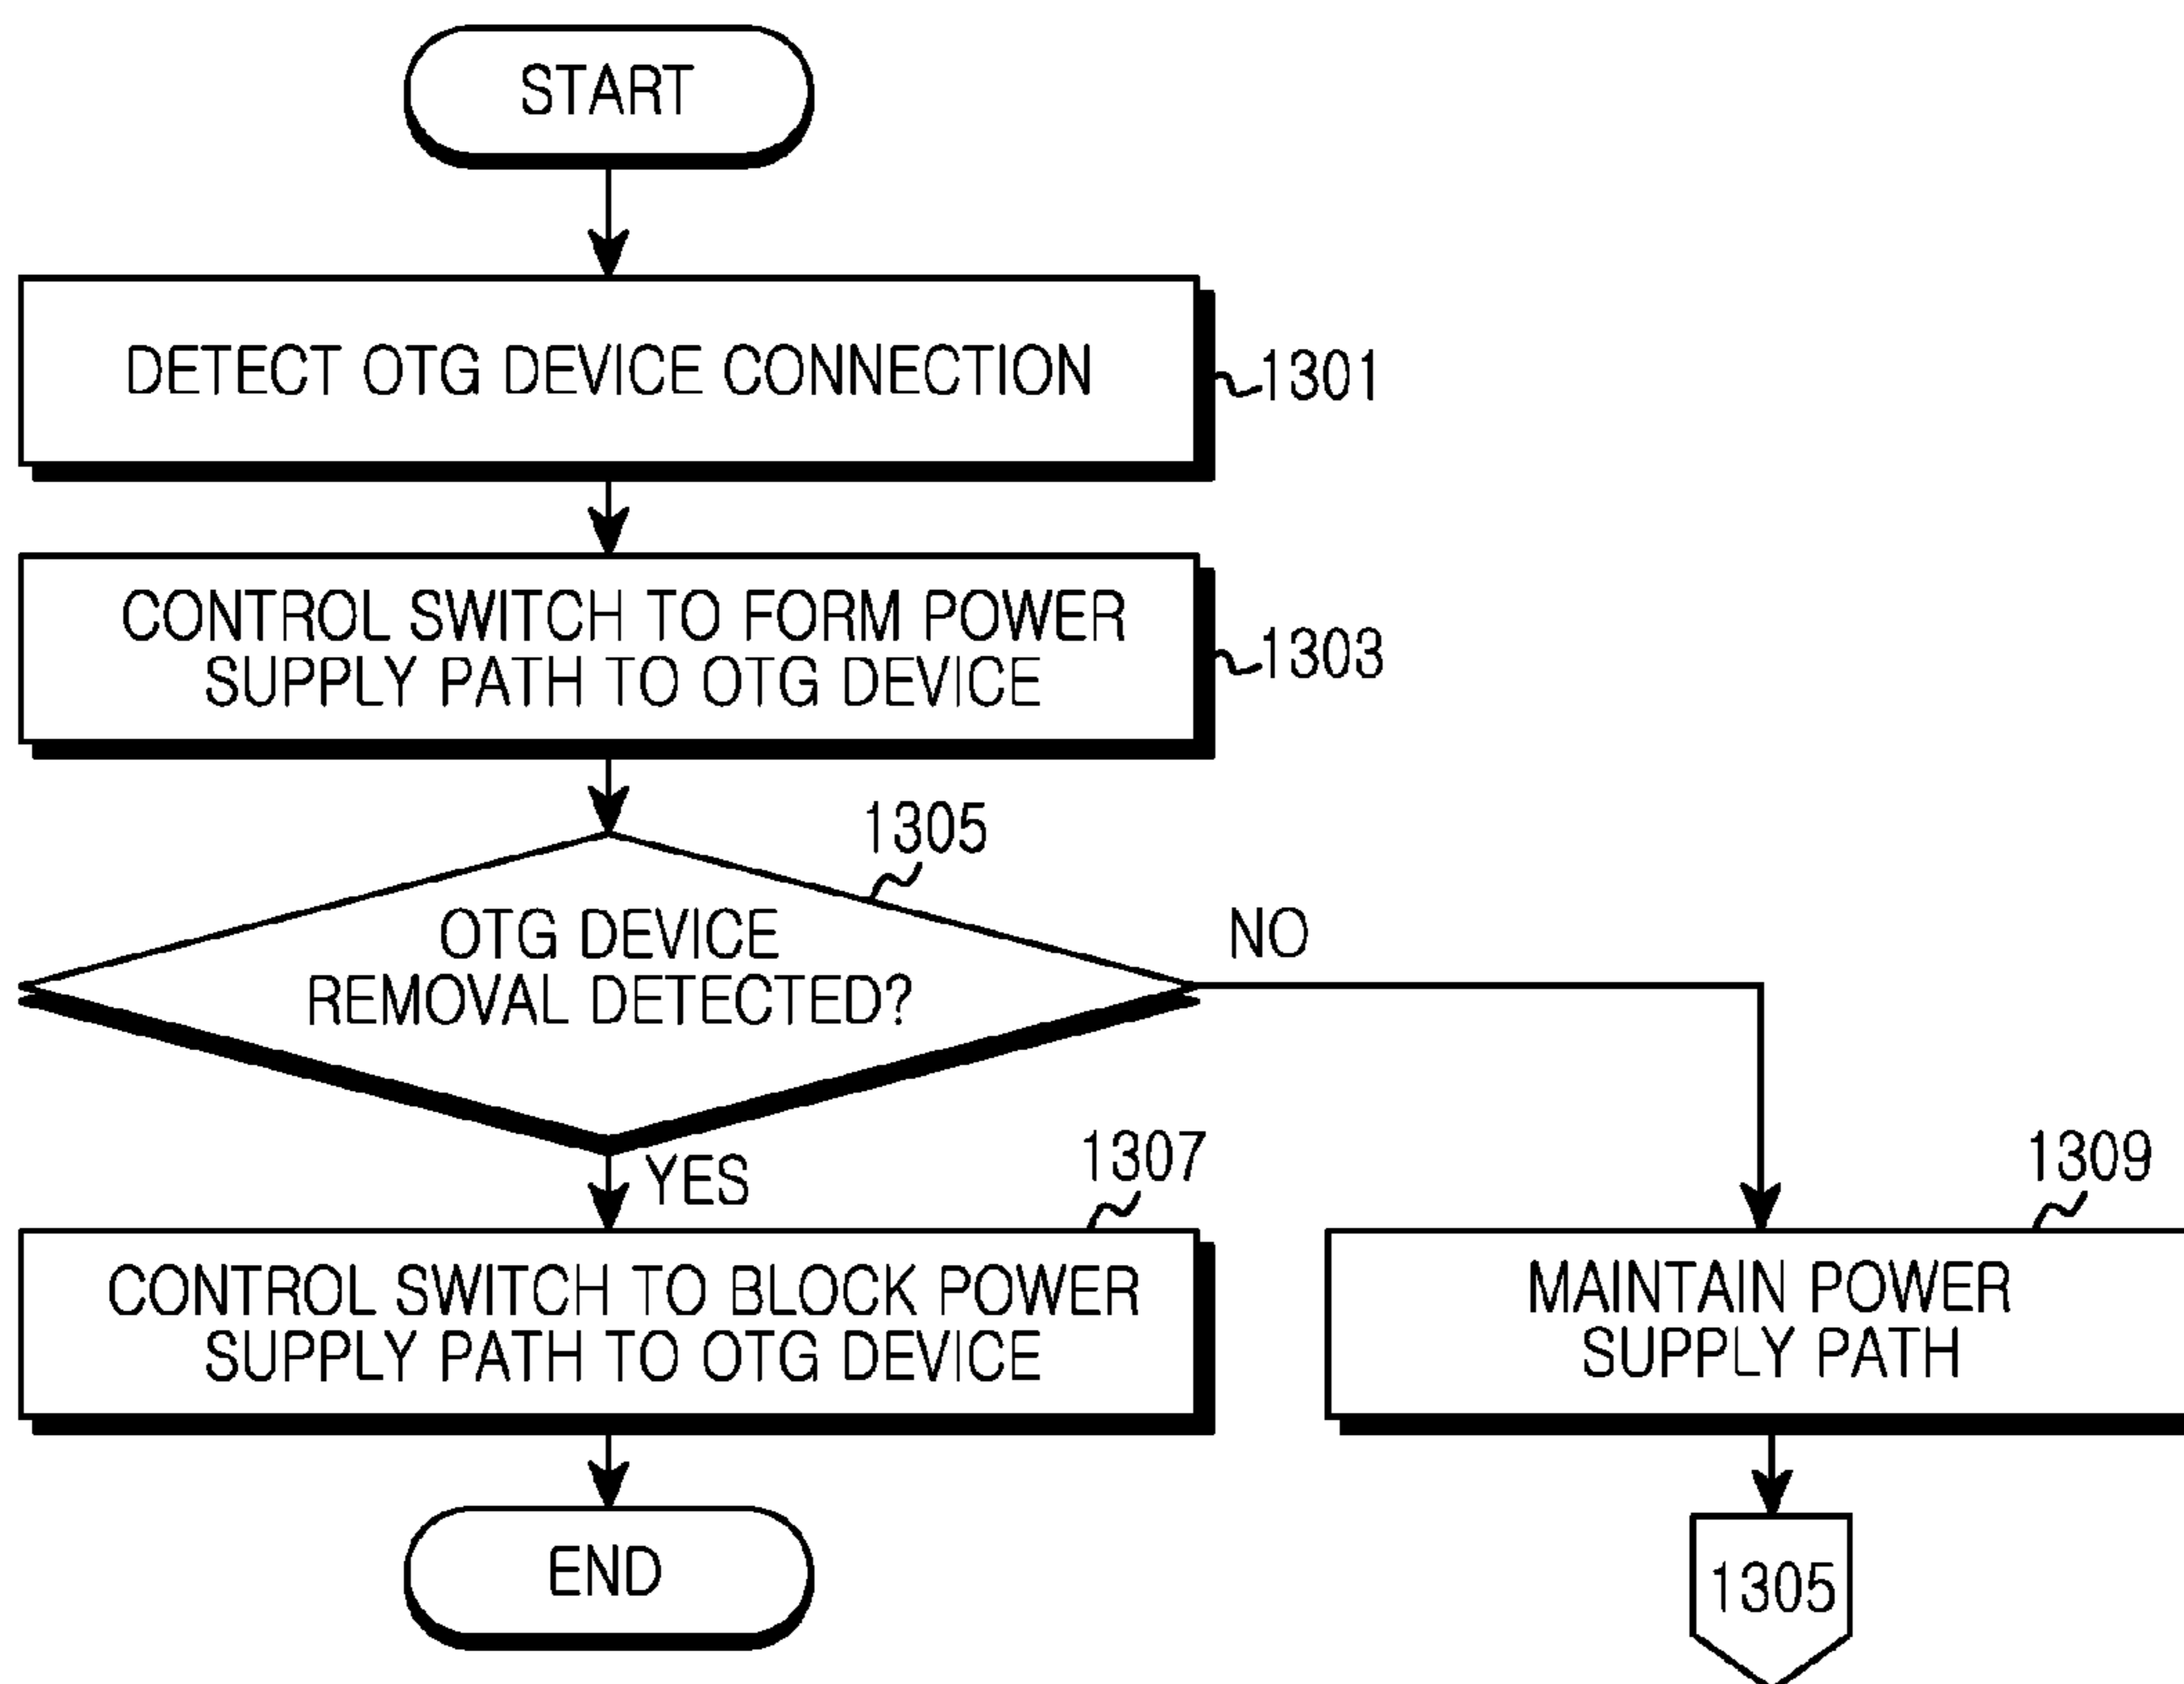 START
DETECT OTG DEVICE CONNECTION
1301
CONTROL SWITCH TO FORM POWER
SUPPLY PATH TO OTG DEVICE
1303
1305
OTG DEVICE
REMOVAL DETECTED?
NO
YES
1307
CONTROL SWITCH TO BLOCK POWER
SUPPLY PATH TO OTG DEVICE
1309
MAINTAIN POWER
SUPPLY PATH
END
1305